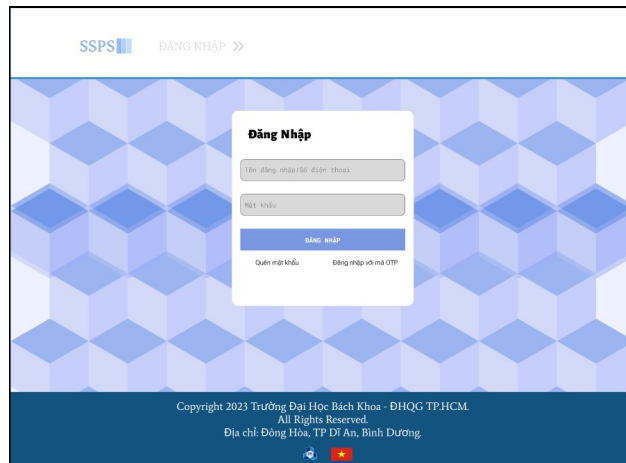 SSPS
ĐĂNG NHẬP
Đăng Nhập
Tên đăng nhập/Số điện thoại
Mật khẩu
ĐĂNG NHẬP
Quên mật khẩu Đăng nhập với mã OTP
Copyright 2023 Trường Đại Học Bách Khoa - ĐHQG TP.HCM.
All Rights Reserved.
Địa chỉ: Đông Hòa, TP Dĩ An, Bình Dương.